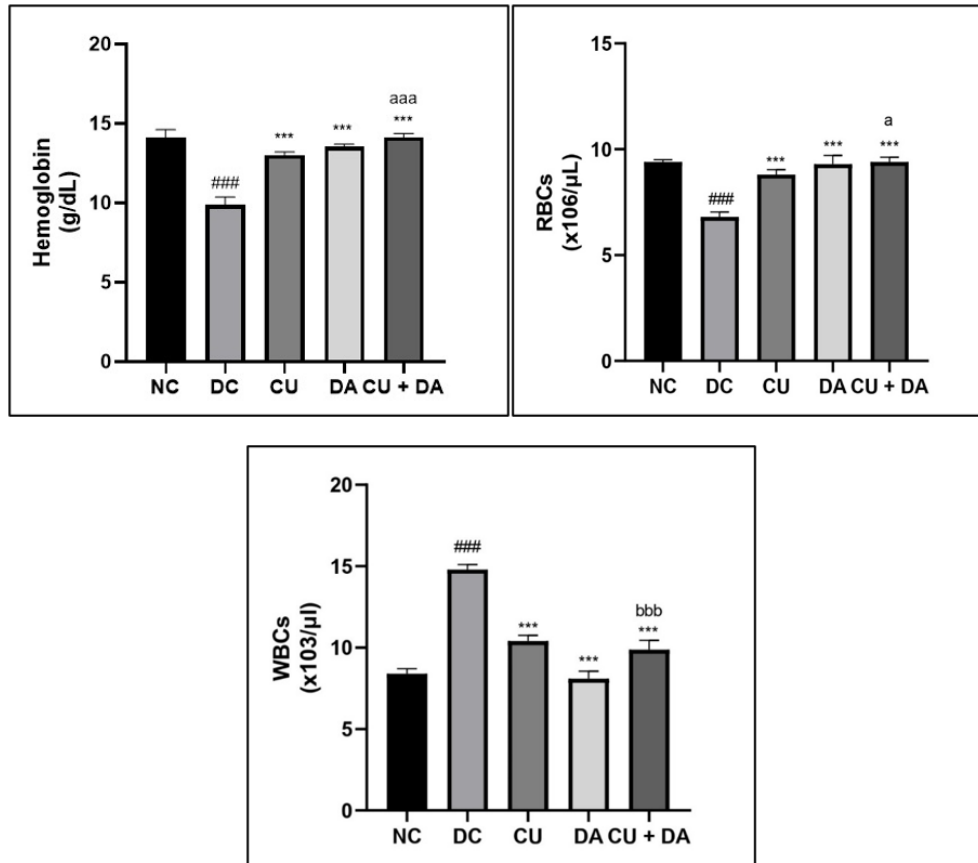 Hemoglobin
(g/dL)
20
15
10
5
0
###
***
***
aaa
***
NC DC CU DA CU + DA
RBCs
(x106/µL)
15
10
5
0
###
***
***
a
***
NC DC CU DA CU + DA
WBCs
(x103/µl)
20
15
10
5
0
###
***
***
bbb
***
NC DC CU DA CU + DA